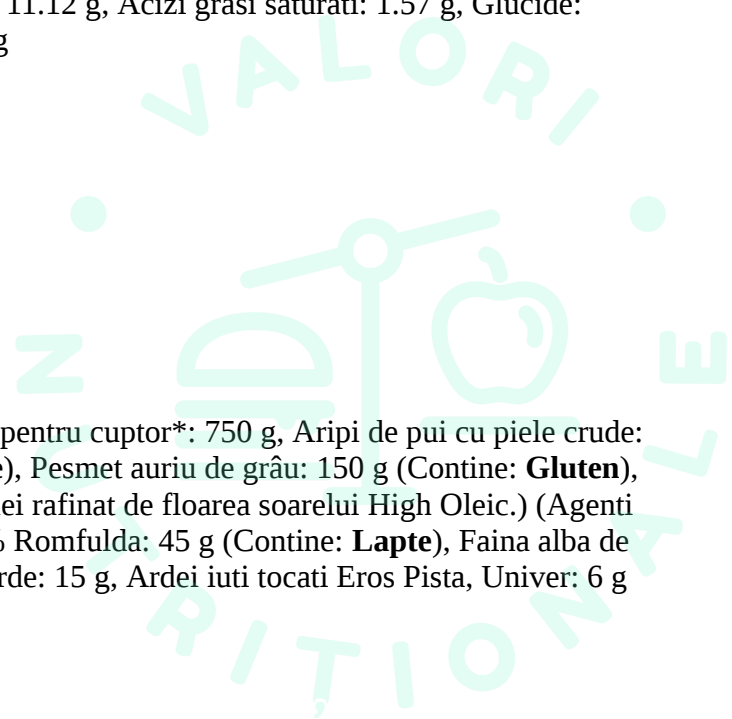 11.12 g, Acizi grasi saturati: 1.57 g, Glucide:
g
VALORI
NUTRITIONALE
pentru cuptor*: 750 g, Aripi de pui cu piele crude:
e), Pesmet auriu de grâu: 150 g (Contine: Gluten),
lei rafinat de floarea soarelui High Oleic.) (Agenti
% Romfulda: 45 g (Contine: Lapte), Faina alba de
rde: 15 g, Ardei iuti tocati Eros Pista, Univer: 6 g